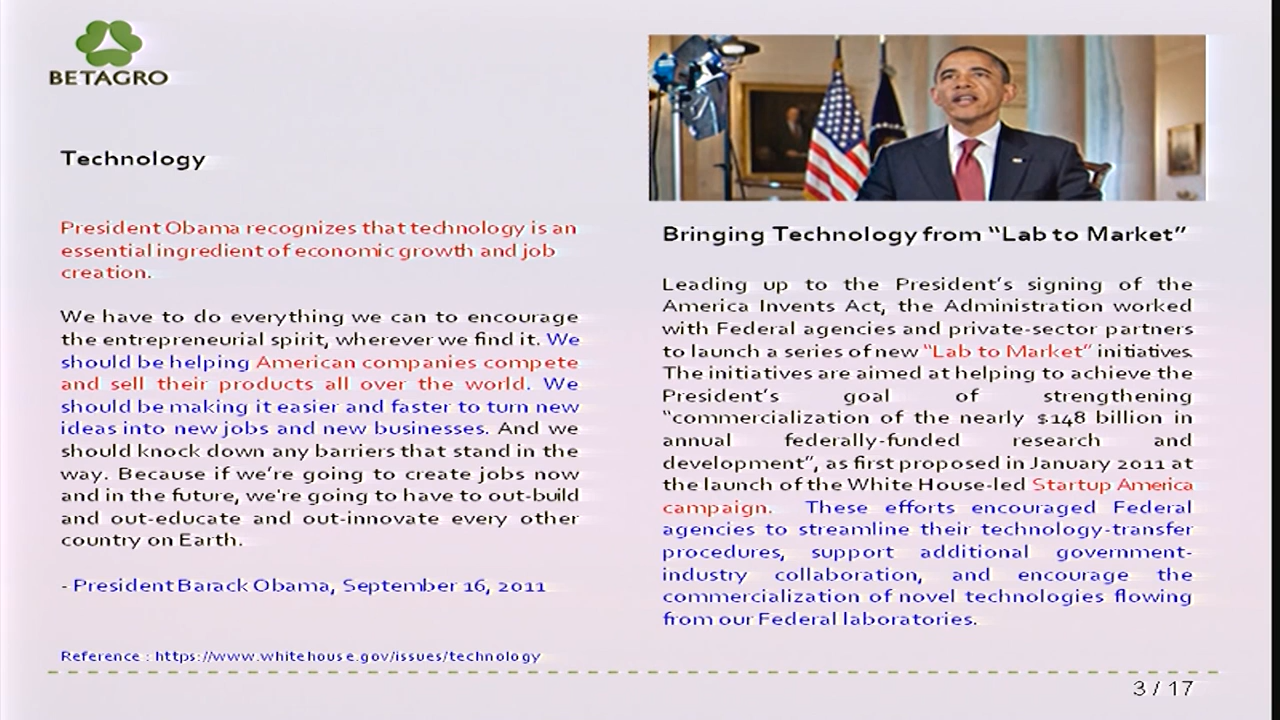 BETAGRO
Technology
President Obama recognizes that technology is an
essential ingredient of economic growth and job
creation.
We have to do everything we can to encourage
the entrepreneurial spirit, wherever we find it. We
should be helping American companies compete
and sell their products all over the world. We
should be making it easier and faster to turn new
ideas into new jobs and new businesses. And we
should knock down any barriers that stand in the
way. Because if we're going to create jobs now
and in the future, we're going to have to out-build
and out-educate and out-innovate every other
country on Earth.
- President Barack Obama, September 16, 2011
Reference : https://www.whitehouse.gov/issues/technology
Bringing Technology from “Lab to Market”
Leading up to the President's signing of the
America Invents Act, the Administration worked
with Federal agencies and private-sector partners
to launch a series of new “Lab to Market” initiatives.
The initiatives are aimed at helping to achieve the
President's goal of strengthening
“commercialization of the nearly $148 billion in
annual federally-funded research and
development”, as first proposed in January 2011 at
the launch of the White House-led Startup America
campaign. These efforts encouraged Federal
agencies to streamline their technology-transfer
procedures, support additional government-
industry collaboration, and encourage the
commercialization of novel technologies flowing
from our Federal laboratories.
3 / 17